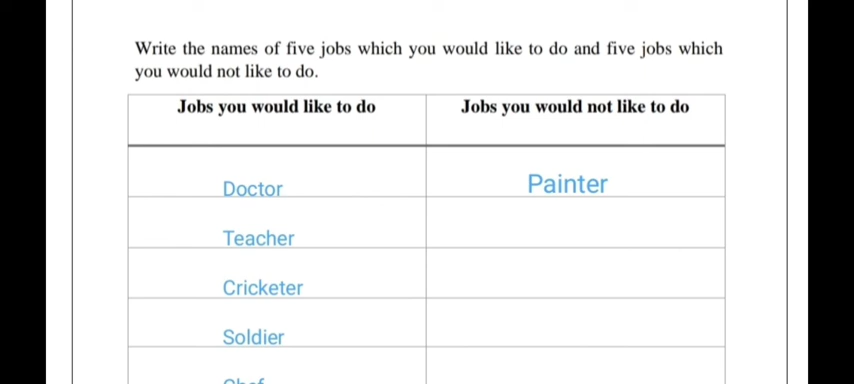 Write the names of five jobs which you would like to do and five jobs which
you would not like to do.
Jobs you would like to do Jobs you would not like to do
Doctor Painter
Teacher
Cricketer
Soldier
Chef